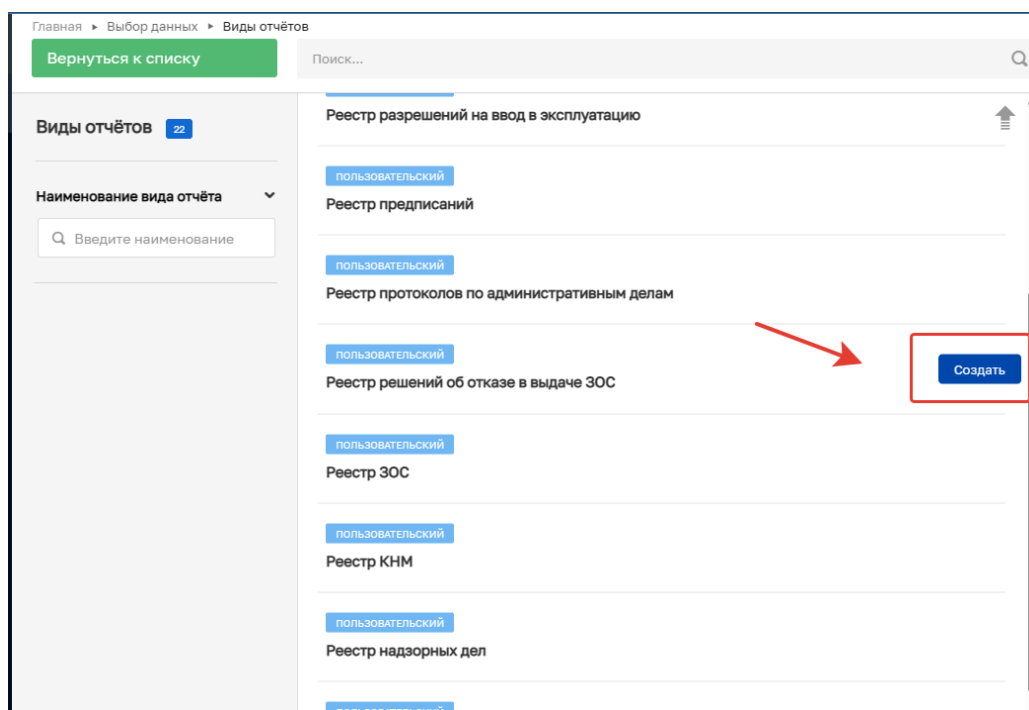 Главная ▸ Выбор данных ▸ Виды отчётов
Вернуться к списку
Поиск...
Виды отчётов 22
Наименование вида отчёта
Введите наименование
Реестр разрешений на ввод в эксплуатацию
ПОЛЬЗОВАТЕЛЬСКИЙ
Реестр предписаний
ПОЛЬЗОВАТЕЛЬСКИЙ
Реестр протоколов по административным делам
ПОЛЬЗОВАТЕЛЬСКИЙ
Реестр решений об отказе в выдаче ЗОС
Создать
ПОЛЬЗОВАТЕЛЬСКИЙ
Реестр ЗОС
ПОЛЬЗОВАТЕЛЬСКИЙ
Реестр КНМ
ПОЛЬЗОВАТЕЛЬСКИЙ
Реестр надзорных дел